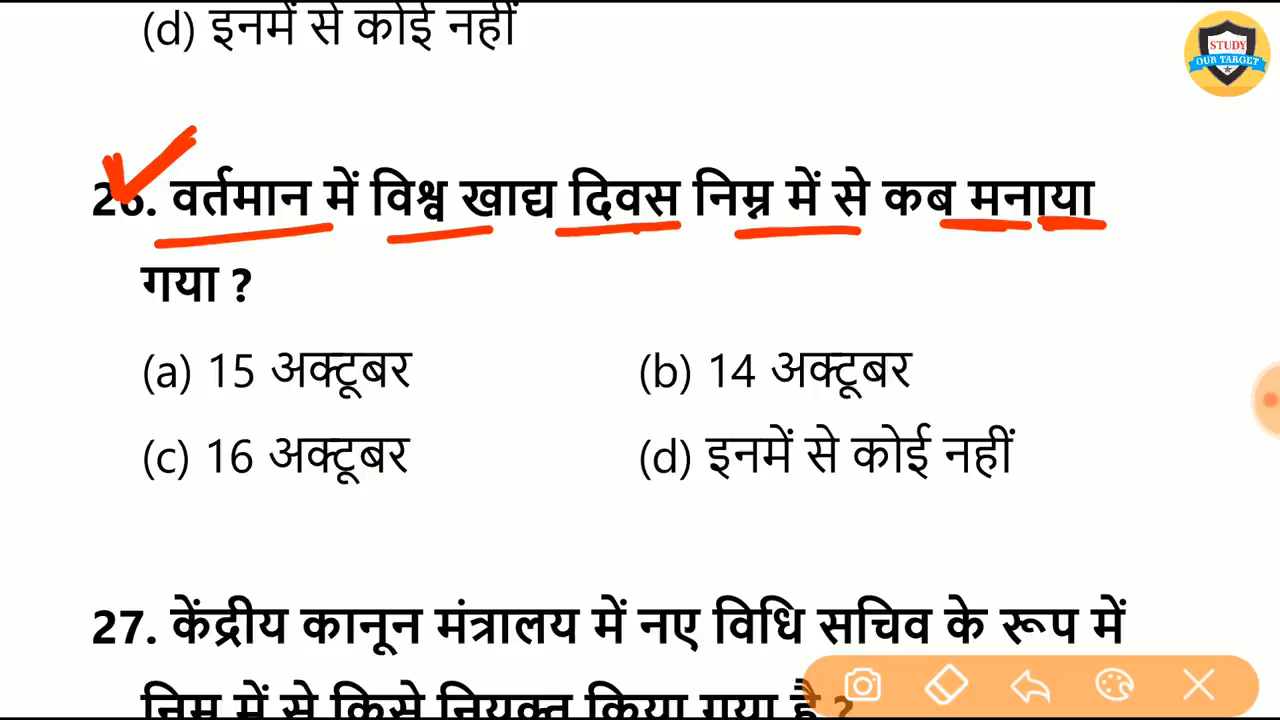 (d) इनमें से कोई नहीं
STUDY
OUR TARGET
26. वर्तमान में विश्व खाद्य दिवस निम्न में से कब मनाया
गया ?
(a) 15 अक्टूबर (b) 14 अक्टूबर
(c) 16 अक्टूबर (d) इनमें से कोई नहीं
27. केंद्रीय कानून मंत्रालय में नए विधि सचिव के रूप में
निम्न में से किसे नियुक्त किया गया है ?